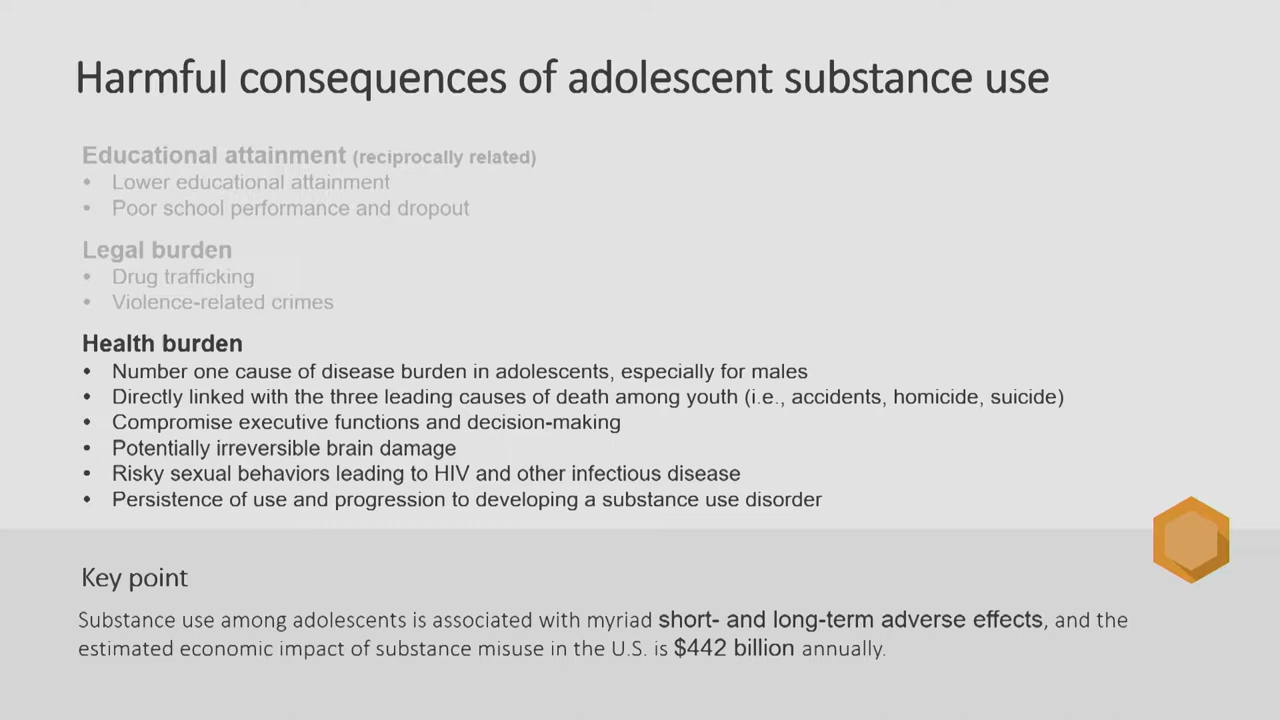 Harmful consequences of adolescent substance use
Educational attainment (reciprocally related)
• Lower educational attainment
• Poor school performance and dropout
Legal burden
• Drug trafficking
• Violence-related crimes
Health burden
• Number one cause of disease burden in adolescents, especially for males
• Directly linked with the three leading causes of death among youth (i.e., accidents, homicide, suicide)
• Compromise executive functions and decision-making
• Potentially irreversible brain damage
• Risky sexual behaviors leading to HIV and other infectious disease
• Persistence of use and progression to developing a substance use disorder
Key point
Substance use among adolescents is associated with myriad short- and long-term adverse effects, and the
estimated economic impact of substance misuse in the U.S. is $442 billion annually.